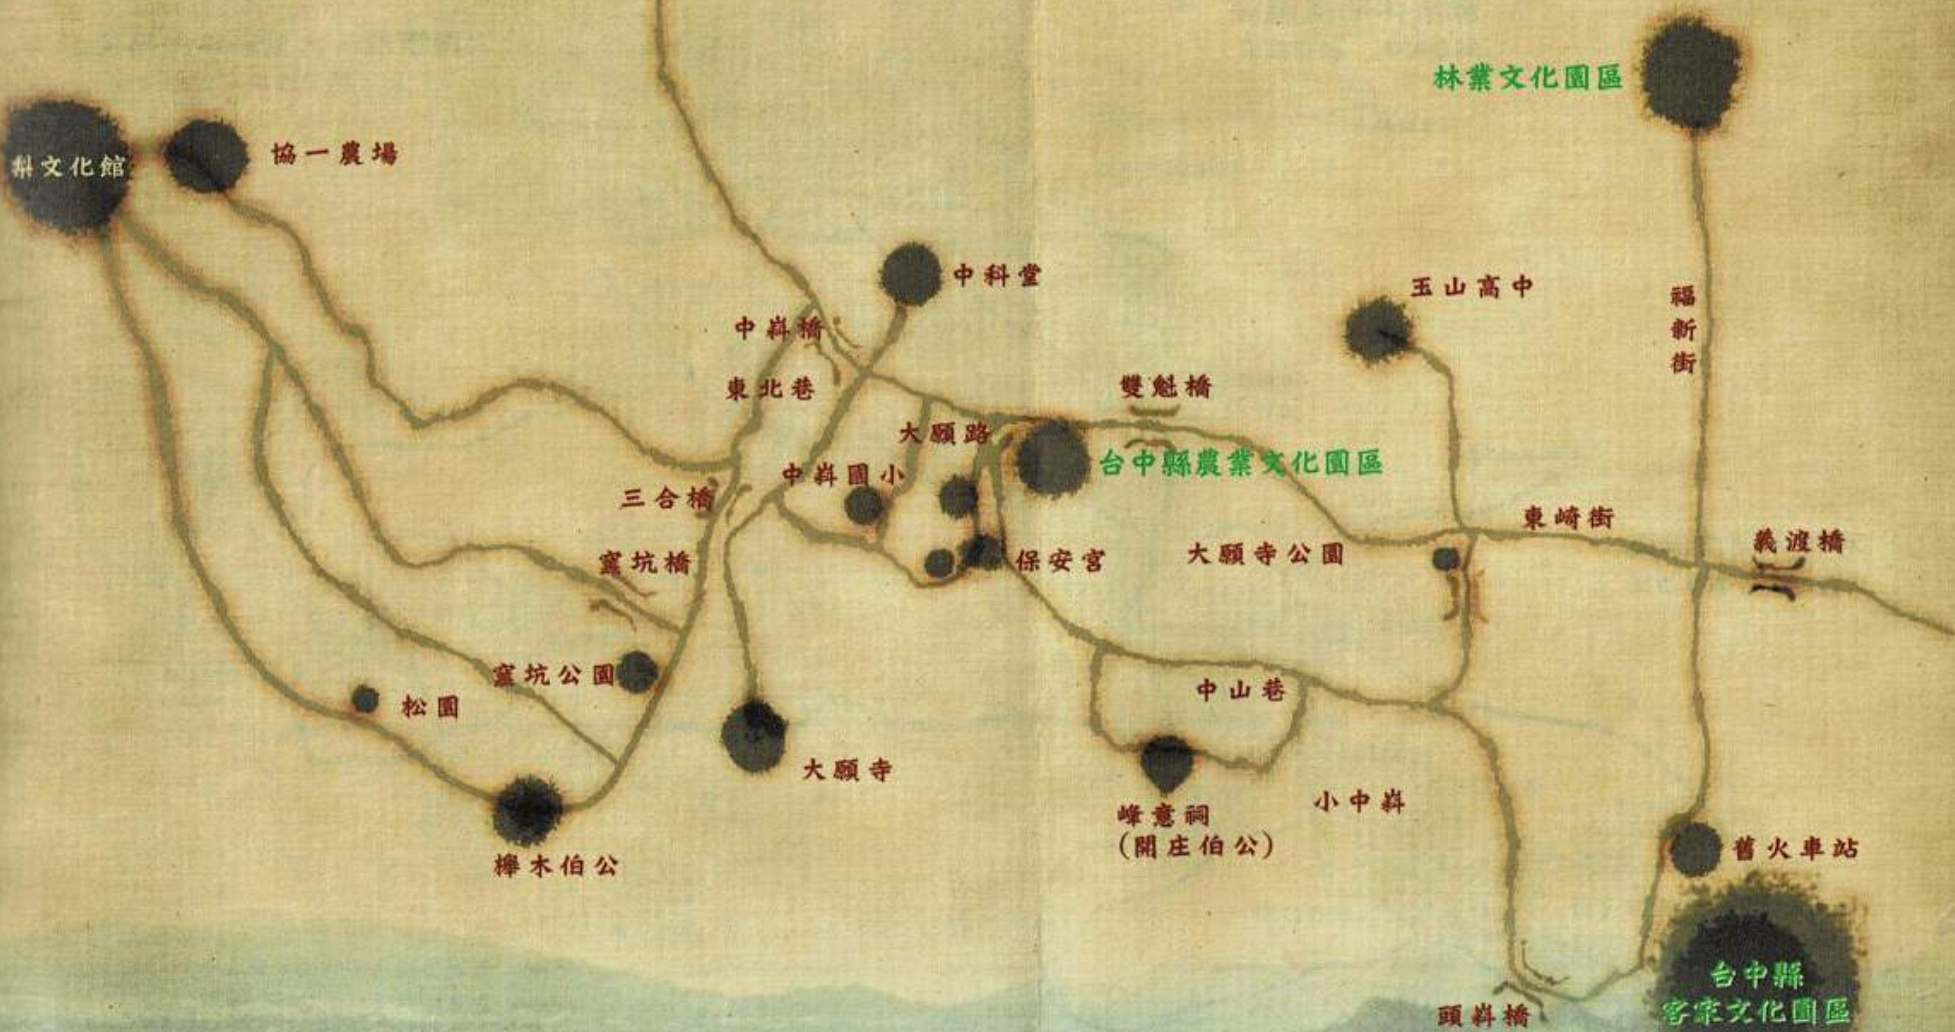 林業文化園區
協一農場
梨文化館
中科堂
玉山高中
福新街
中嵙橋
東北巷
雙魁橋
大願路
台中縣農業文化園區
中嵙國小
三合橋
東崎街
義渡橋
窯坑橋
保安宮
大願寺公園
窯坑公園
松園
中山巷
大願寺
小中嵙
峰意祠
(開庄伯公)
櫸木伯公
舊火車站
台中縣
客家文化園區
頭嵙橋